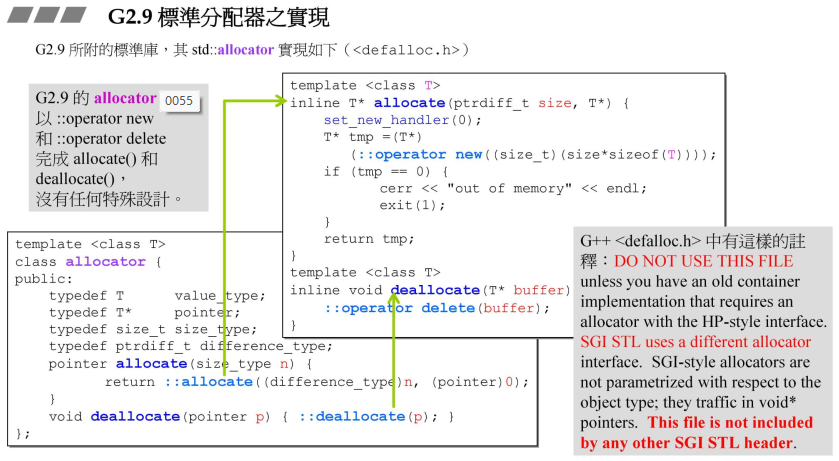 G2.9 標準分配器之實現
G2.9 所附的標準庫，其 std::allocator 實現如下（<defalloc.h>）
G2.9 的 allocator 0055
以 ::operator new
和 ::operator delete
完成 allocate() 和
deallocate()，
沒有任何特殊設計。
template <class T>
inline T* allocate(ptrdiff_t size, T*) {
    set_new_handler(0);
    T* tmp =(T*)
       (::operator new((size_t)(size*sizeof(T))));
    if (tmp == 0) {
          cerr << "out of memory" << endl;
          exit(1);
    }
    return tmp;
}
template <class T>
inline void deallocate(T* buffer)
    ::operator delete(buffer);
}
template <class T>
class allocator {
public:
    typedef T      value_type;
    typedef T*     pointer;
    typedef size_t size_type;
    typedef ptrdiff_t difference_type;
    pointer allocate(size_type n) {
          return ::allocate((difference_type)n, (pointer)0);
    }
    void deallocate(pointer p) { ::deallocate(p); }
};
G++ <defalloc.h> 中有這樣的註
釋：DO NOT USE THIS FILE
unless you have an old container
implementation that requires an
allocator with the HP-style interface.
SGI STL uses a different allocator
interface. SGI-style allocators are
not parametrized with respect to the
object type; they traffic in void*
pointers. This file is not included
by any other SGI STL header.